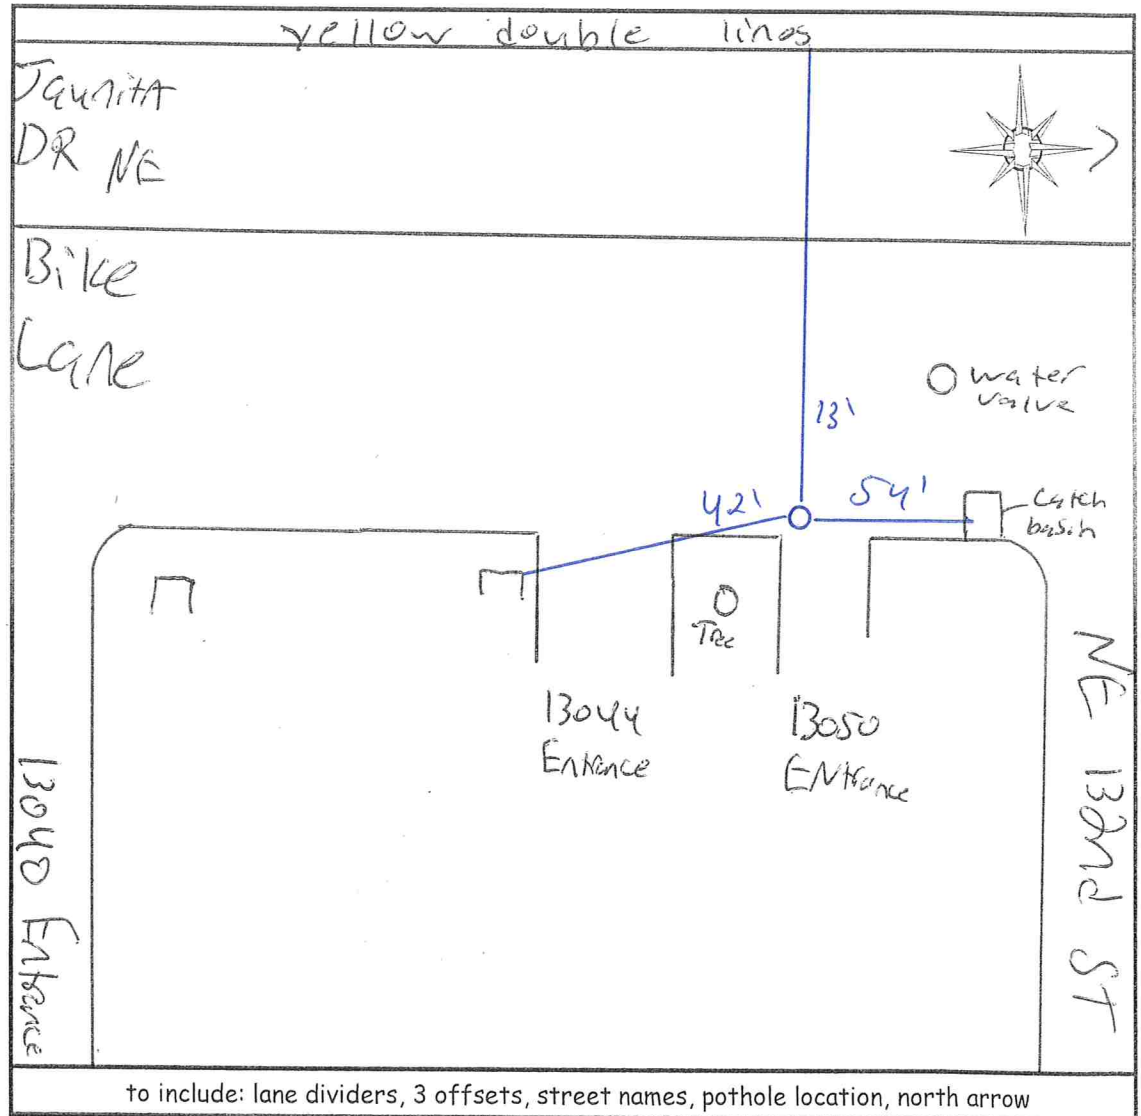 yellow double lines
JaunitA
DR NE
Bike
Lane
water
valve
13'
42'
54'
Catch
basin
Tree
13044
Entrance
13050
ENtrance
13040 Entrance
NE 132nd ST
to include: lane dividers, 3 offsets, street names, pothole location, north arrow